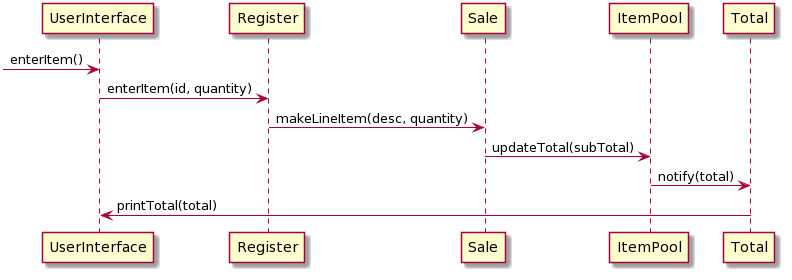 UserInterface Register Sale ItemPool Total
enterItem()
enterItem(id, quantity)
makeLineItem(desc, quantity)
updateTotal(subTotal)
notify(total)
printTotal(total)
UserInterface Register Sale ItemPool Total